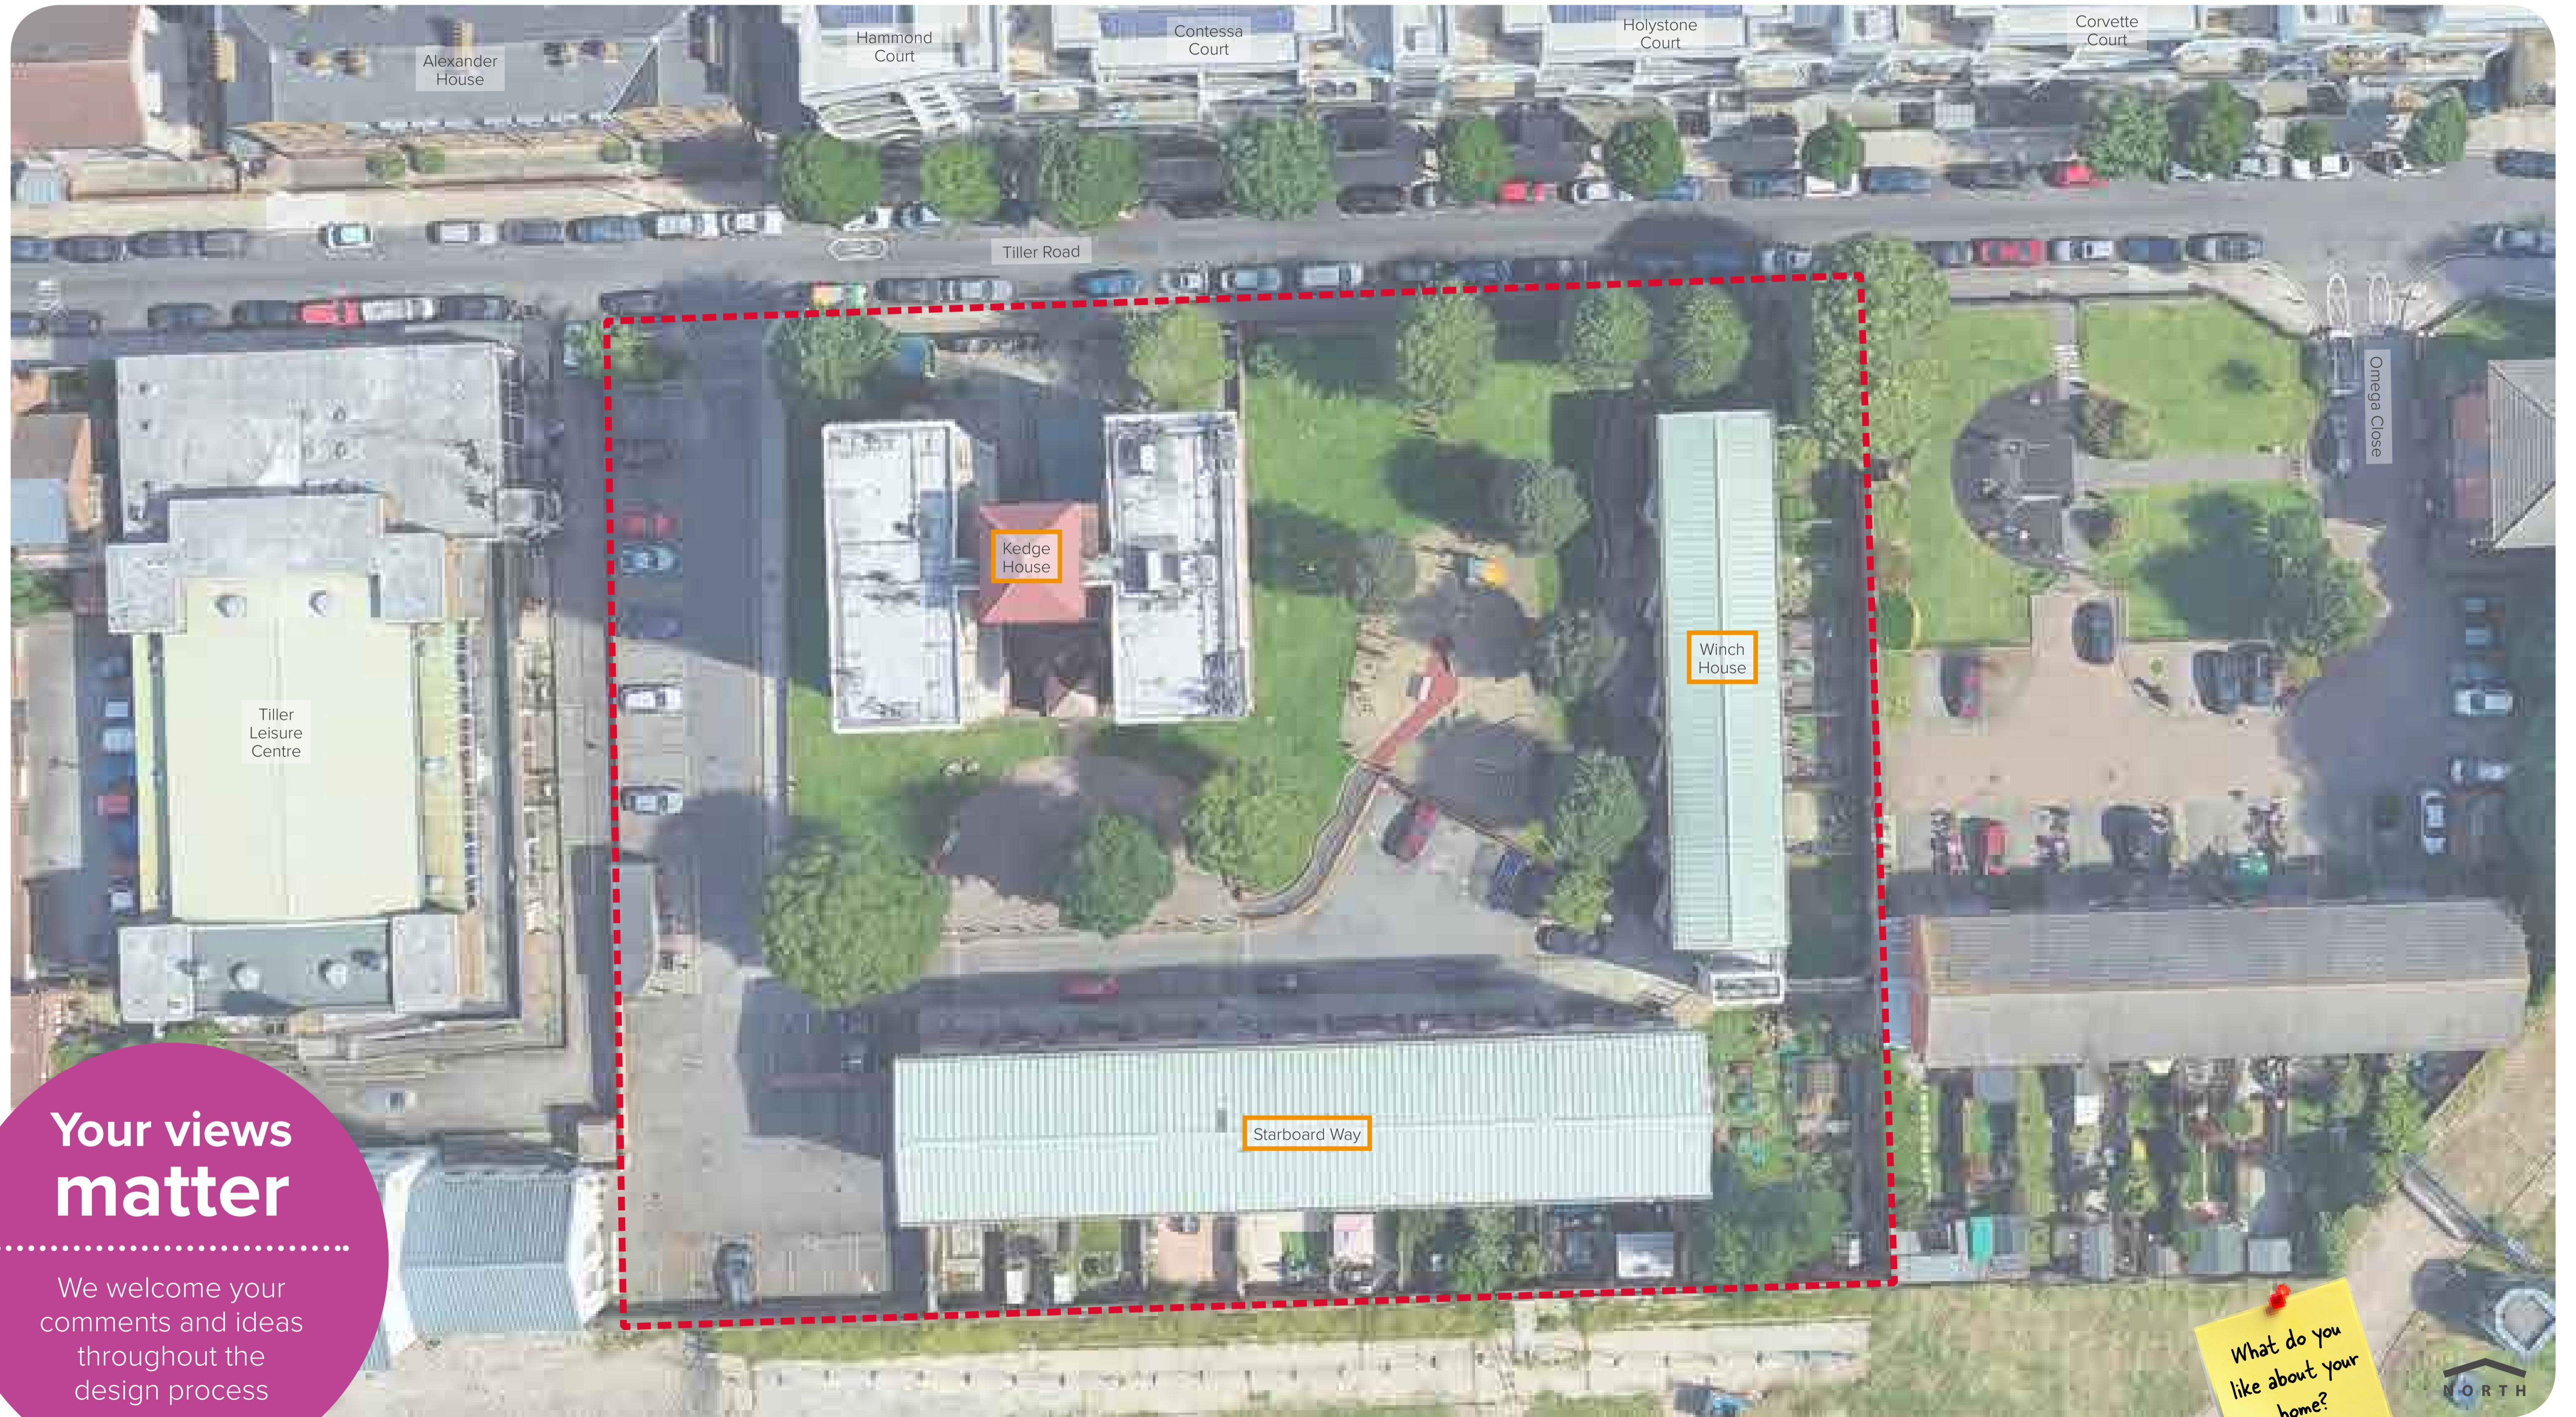 Alexander
House
Hammond
Court
Contessa
Court
Holystone
Court
Corvette
Court
Tiller Road
Omega Close
Kedge
House
Winch
House
Tiller
Leisure
Centre
Starboard Way
Your views
matter
We welcome your
comments and ideas
throughout the
design process
What do you
like about your
home?
NORTH